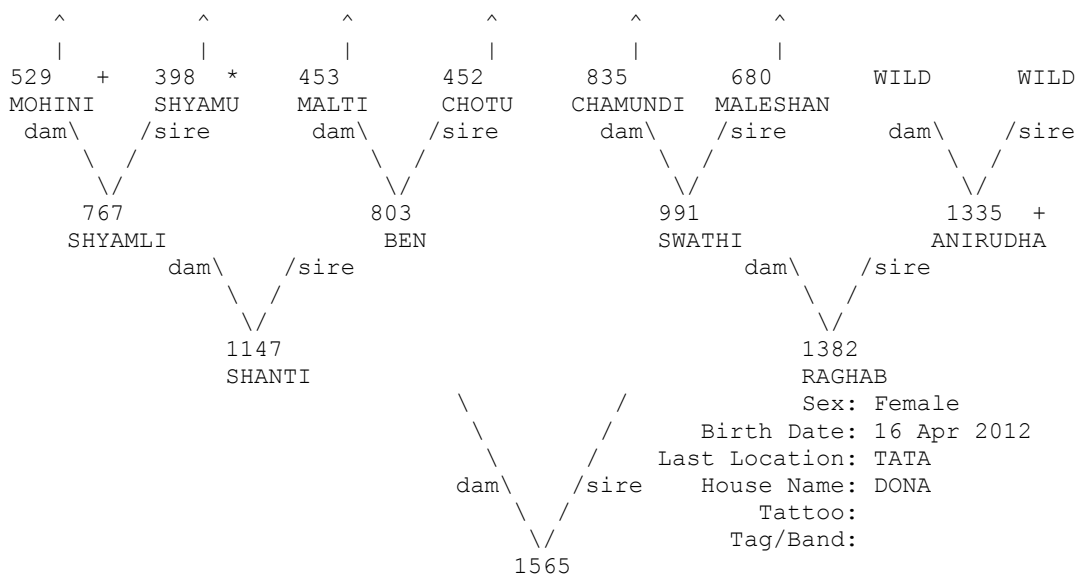 ^ ^ ^ ^ ^ ^
| | | | | |
529 + 398 * 453 452 835 680 WILD WILD
MOHINI SHYAMU MALTI CHOTU CHAMUNDI MALESHAN
dam\ /sire dam\ /sire dam\ /sire dam\ /sire
\ / \ / \ / \ /
\/ \/ \/ \/
767 803 991 1335 +
SHYAMLI BEN SWATHI ANIRUDHA
dam\ /sire dam\ /sire
\ / \ /
\/ \/
1147 1382
SHANTI RAGHAB
\ / Sex: Female
\ / Birth Date: 16 Apr 2012
\ / Last Location: TATA
dam\ /sire House Name: DONA
\ / Tattoo:
\/ Tag/Band:
1565